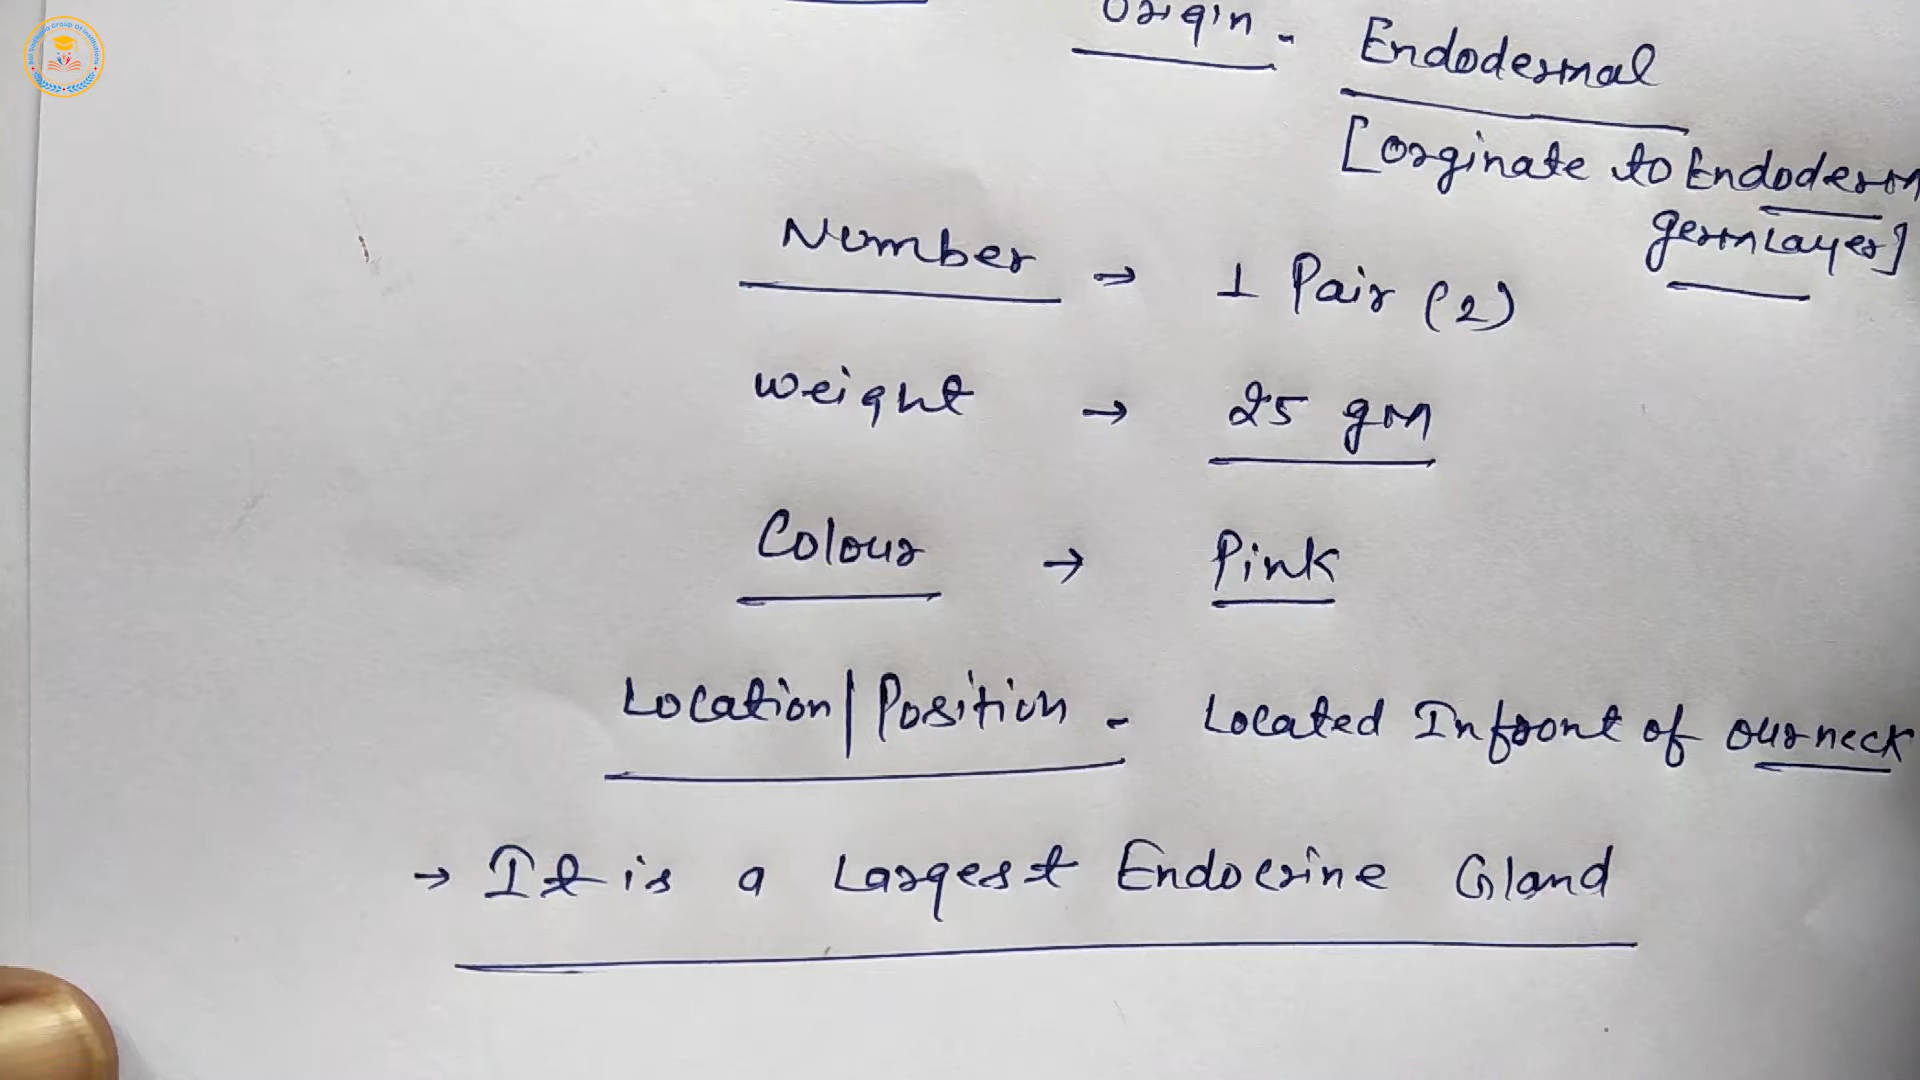 Origin - Endodermal
[Orginate to Endoderm
germ Layer]
Number → 1 Pair (2)
Weight → 25 gm
Colour → Pink
Location | Position - Located Infront of our neck
→ It is a Largest Endocrine Gland